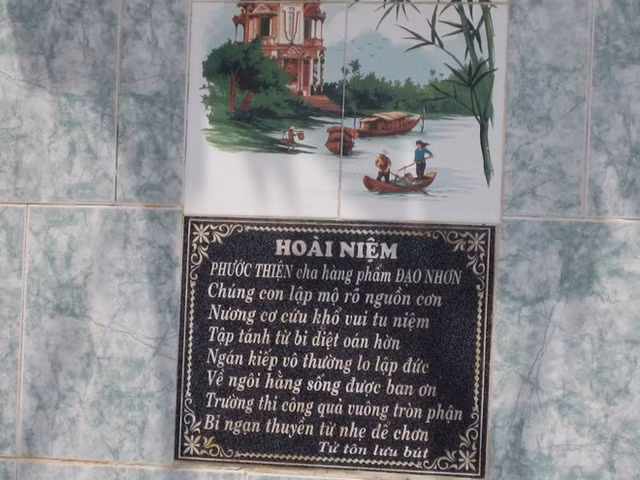 HOÀI NIỆM
PHƯỚC THIỆN cha hàng phẩm ĐẠO NHƠN
Chúng con lập mộ rõ nguồn cơn
Nương cơ cứu khổ vui tu niệm
Tập tánh từ bi diệt oán hờn
Ngán kiếp vô thường lo lập đức
Về ngôi hằng sống được ban ơn
Trường thi công quả vuông tròn phận
Bỉ ngạn thuyền từ nhẹ dể chơn
Tử tôn lưu bút